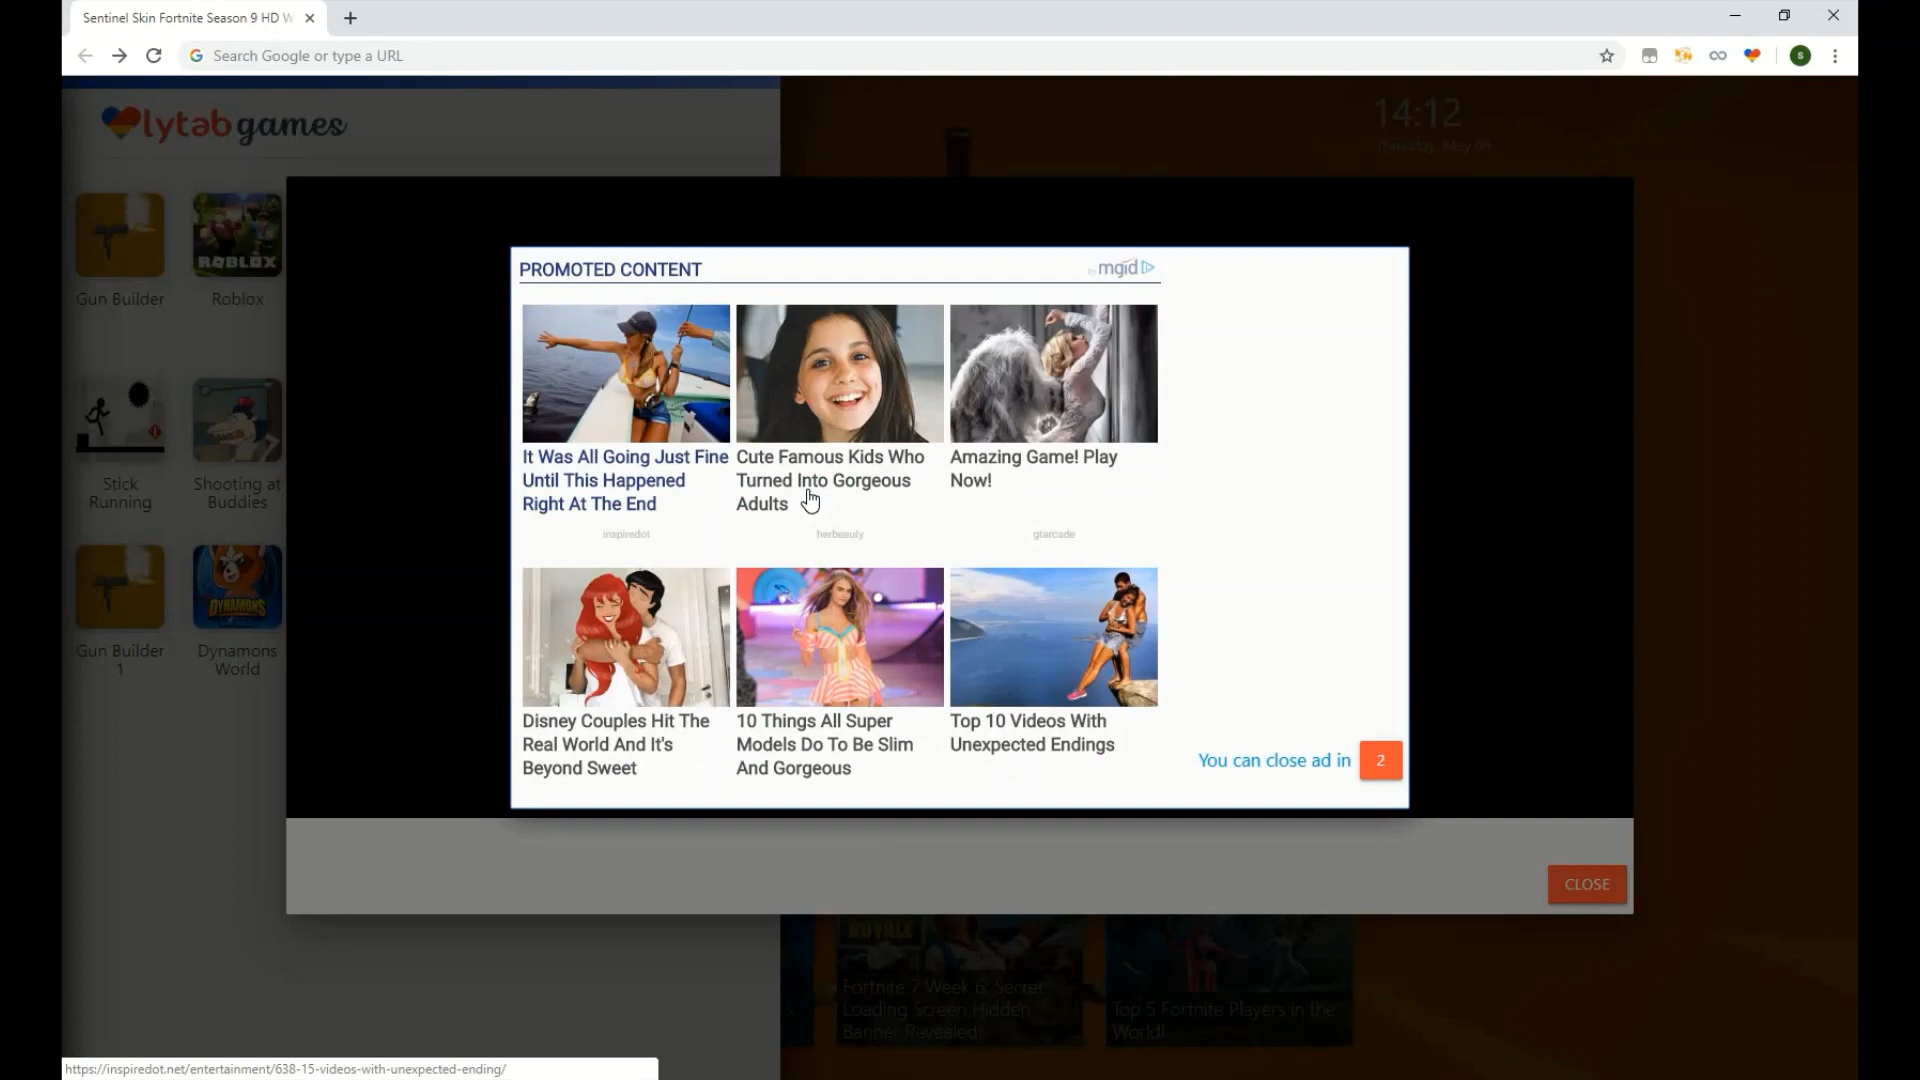 Sentinel Skin Fortnite Season 9 HD W
Search Google or type a URL
S
lytab games
14:12
Gun Builder
Roblox
ROBLOX
Stick
Running
Shooting at
Buddies
Gun Builder
1
DYNAMONS
Dynamons
World
PROMOTED CONTENT
by mgid
It Was All Going Just Fine
Until This Happened
Right At The End
inspiredot
Cute Famous Kids Who
Turned Into Gorgeous
Adults
herbeauty
Amazing Game! Play
Now!
gtarcade
Disney Couples Hit The
Real World And It's
Beyond Sweet
10 Things All Super
Models Do To Be Slim
And Gorgeous
Top 10 Videos With
Unexpected Endings
You can close ad in 2
CLOSE
ROYALE
Fortnite 7 Week 6: Secret
Loading Screen Hidden
Banner Revealed!
Top 5 Fortnite Players in the
World!
https://inspiredot.net/entertainment/638-15-videos-with-unexpected-ending/